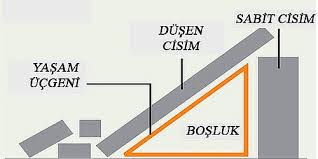 SABİT CİSİM
DÜŞEN
CİSİM
YAŞAM
ÜÇGENİ
BOŞLUK